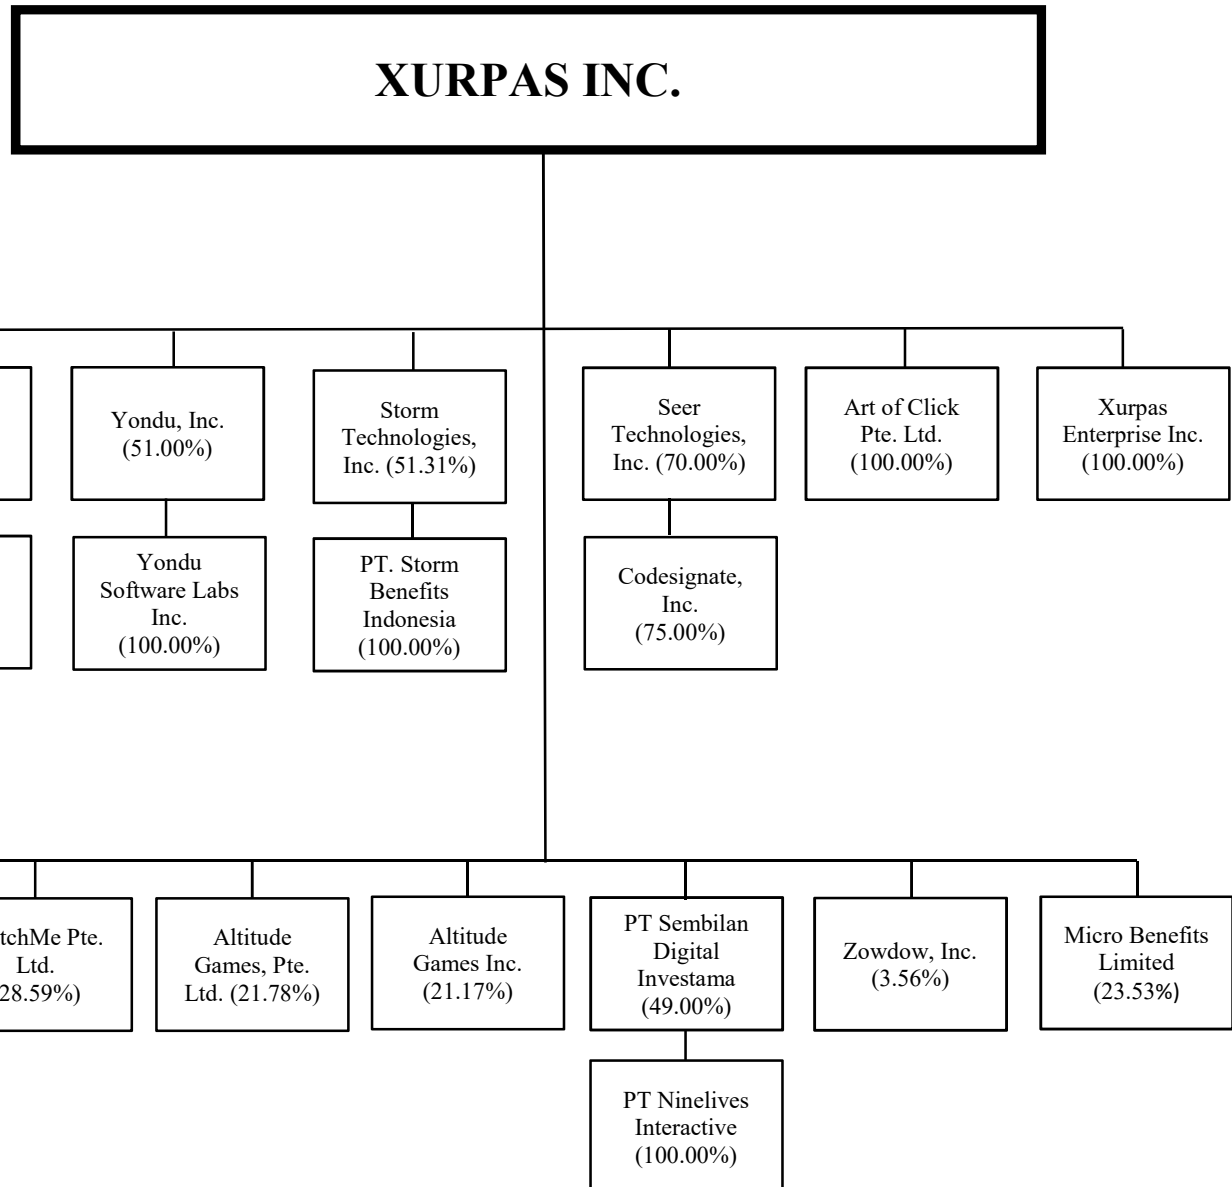 XURPAS INC.
Yondu, Inc.
(51.00%)
Storm
Technologies,
Inc. (51.31%)
Seer
Technologies,
Inc. (70.00%)
Art of Click
Pte. Ltd.
(100.00%)
Xurpas
Enterprise Inc.
(100.00%)
Yondu
Software Labs
Inc.
(100.00%)
PT. Storm
Benefits
Indonesia
(100.00%)
Codesignate,
Inc.
(75.00%)
tchMe Pte.
Ltd.
28.59%)
Altitude
Games, Pte.
Ltd. (21.78%)
Altitude
Games Inc.
(21.17%)
PT Sembilan
Digital
Investama
(49.00%)
Zowdow, Inc.
(3.56%)
Micro Benefits
Limited
(23.53%)
PT Ninelives
Interactive
(100.00%)